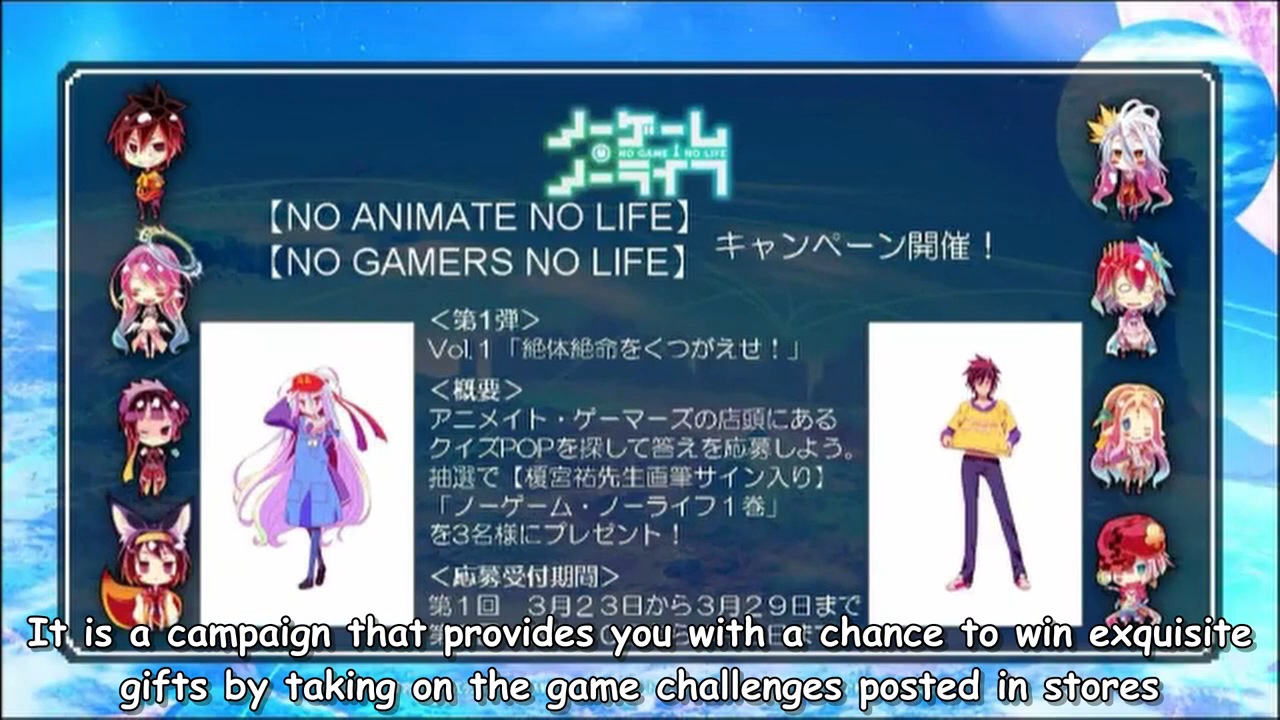 ノーゲーム
NO GAME NO LIFE
ノーライフ
【NO ANIMATE NO LIFE】
【NO GAMERS NO LIFE】
キャンペーン開催！
＜第1弾＞
Vol.1「絶体絶命をくつがえせ！」
＜概要＞
アニメイト・ゲーマーズの店頭にある
クイズPOPを探して答えを応募しよう。
抽選で【榎宮祐先生直筆サイン入り】
「ノーゲーム・ノーライフ１巻」
を3名様にプレゼント！
＜応募受付期間＞
第１回　３月２３日から３月２９日まで
It is a campaign that provides you with a chance to win exquisite
gifts by taking on the game challenges posted in stores